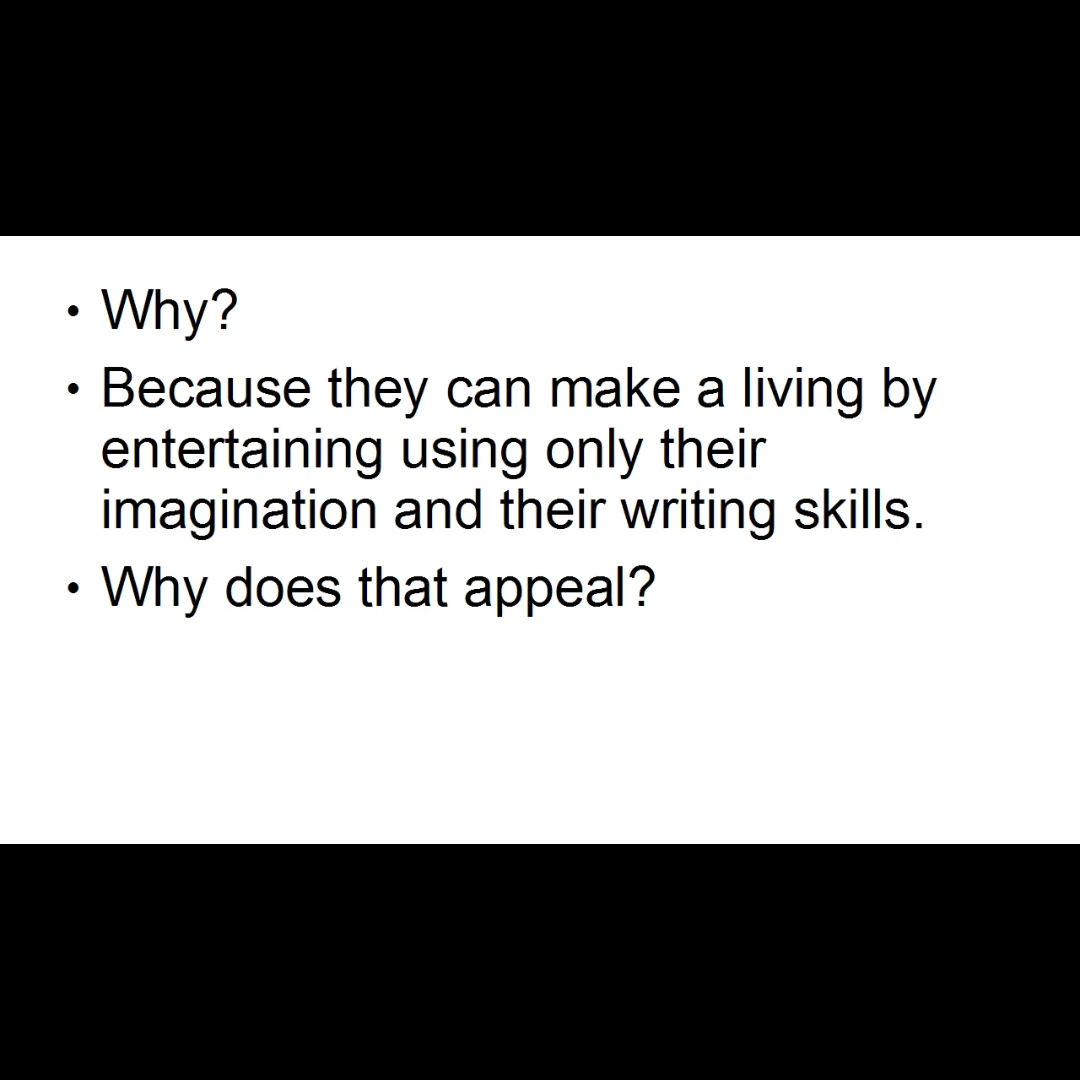 • Why?
• Because they can make a living by
entertaining using only their
imagination and their writing skills.
• Why does that appeal?